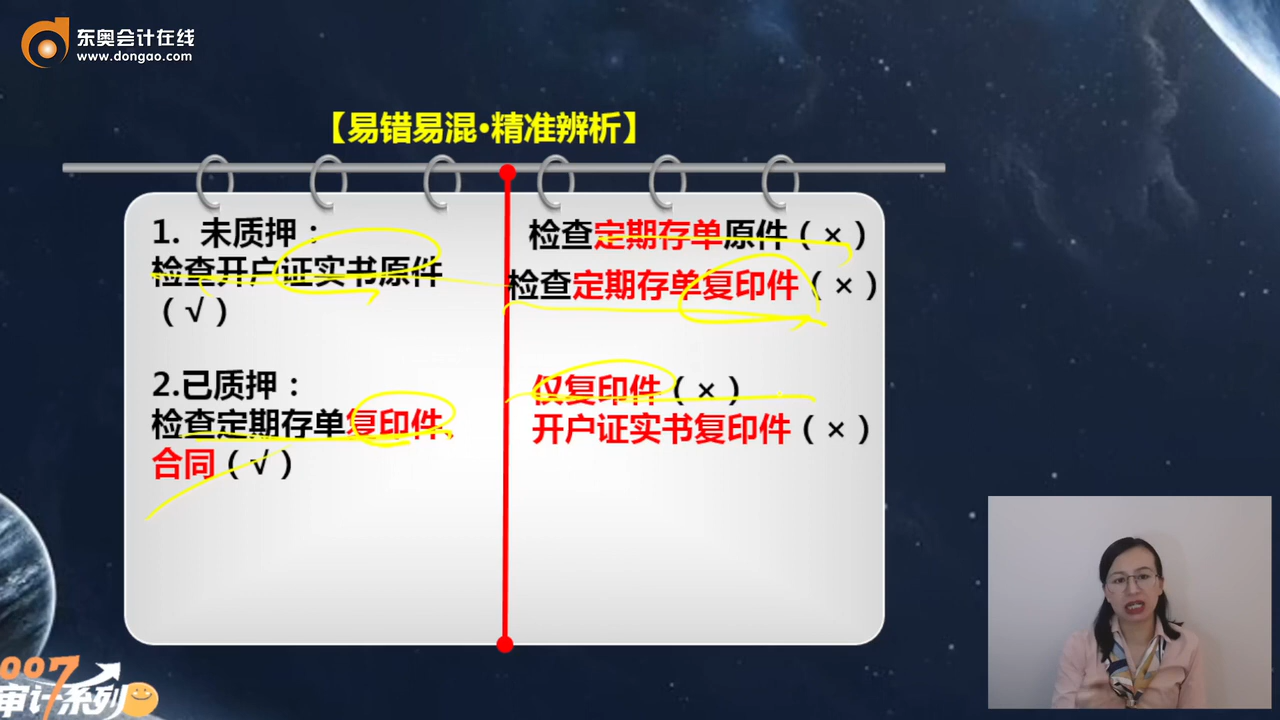 东奥会计在线
www.dongao.com
【易错易混•精准辨析】
1. 未质押：
检查开户证实书原件
（√）
2.已质押：
检查定期存单复印件、
合同（√）
检查定期存单原件（×）
检查定期存单复印件（×）
仅复印件（×）
开户证实书复印件（×）
007
审计系列